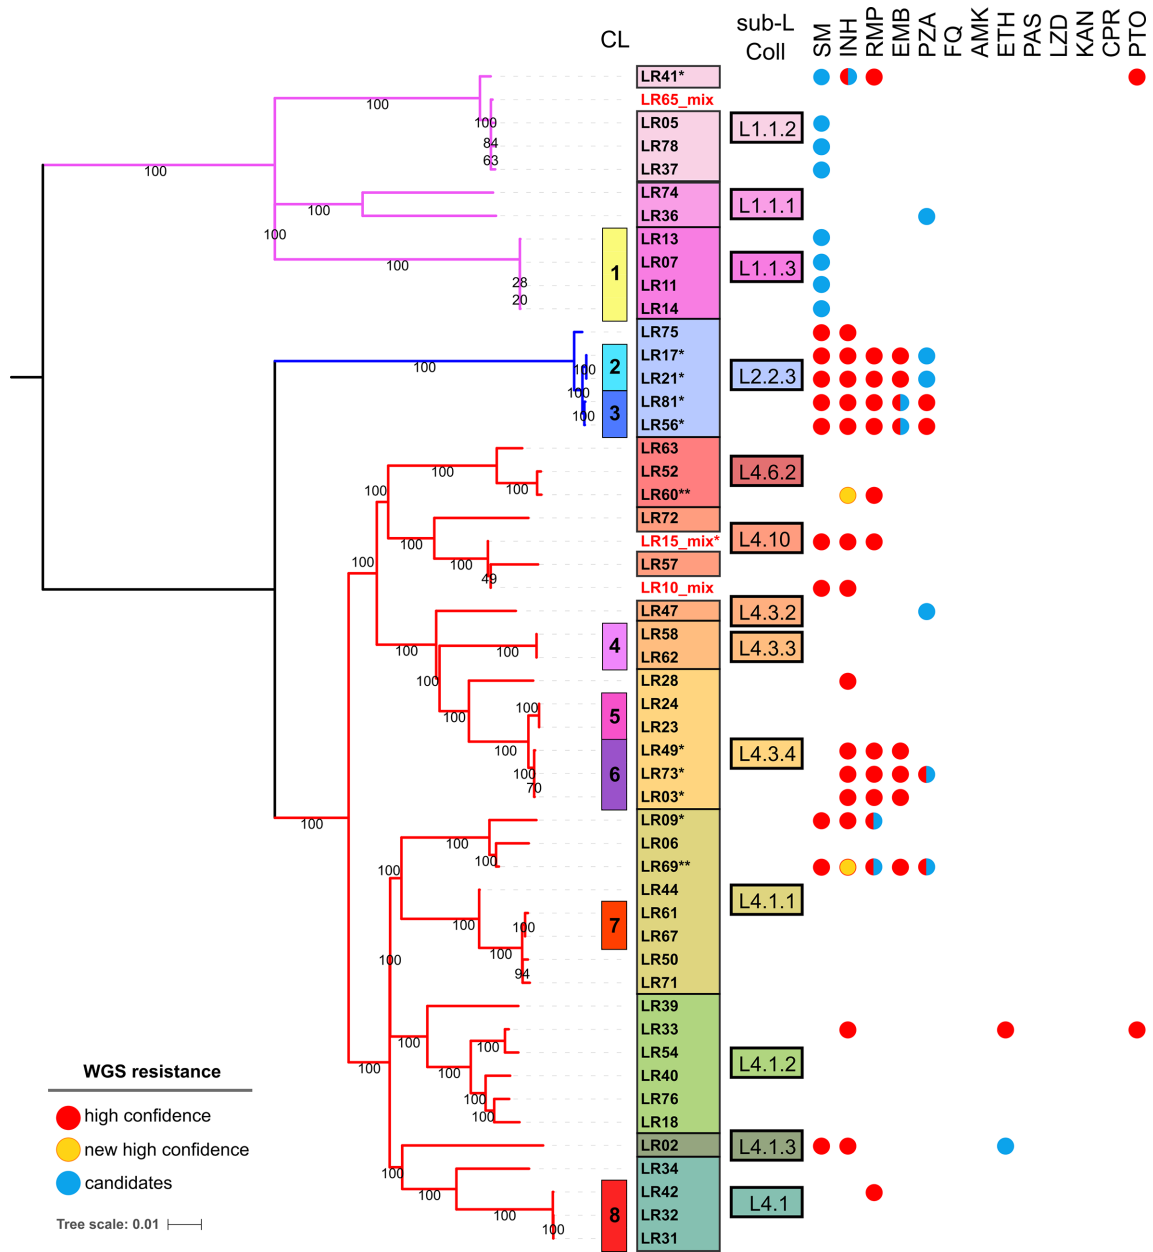 CL
sub-L
Coll
SM
INH
RMP
EMB
PZA
FQ
AMK
ETH
PAS
LZD
KAN
CPR
PTO
LR41*
100
LR65_mix
100
LR05
L1.1.2
84
LR78
63
LR37
100
LR74
100
LR36
L1.1.1
100
LR13
100
LR07
1
L1.1.3
28
LR11
20
LR14
LR75
100
LR17*
2
100
LR21*
L2.2.3
100
LR81*
3
100
LR56*
LR63
100
LR52
L4.6.2
100
100
LR60**
LR72
100
LR15_mix*
L4.10
100
100
LR57
49
LR10_mix
LR47
L4.3.2
LR58
100
100
4
L4.3.3
LR62
100
LR28
100
LR24
100
5
LR23
100
LR49*
L4.3.4
100
6
LR73*
70
LR03*
100
LR09*
100
LR06
100
100
LR69**
LR44
L4.1.1
LR61
100
100
7
LR67
100
LR50
100
94
LR71
LR39
LR33
100
100
LR54
100
100
LR40
L4.1.2
100
LR76
100
LR18
LR02
L4.1.3
100
LR34
100
LR42
L4.1
100
8
LR32
100
LR31
WGS resistance
high confidence
new high confidence
candidates
Tree scale: 0.01